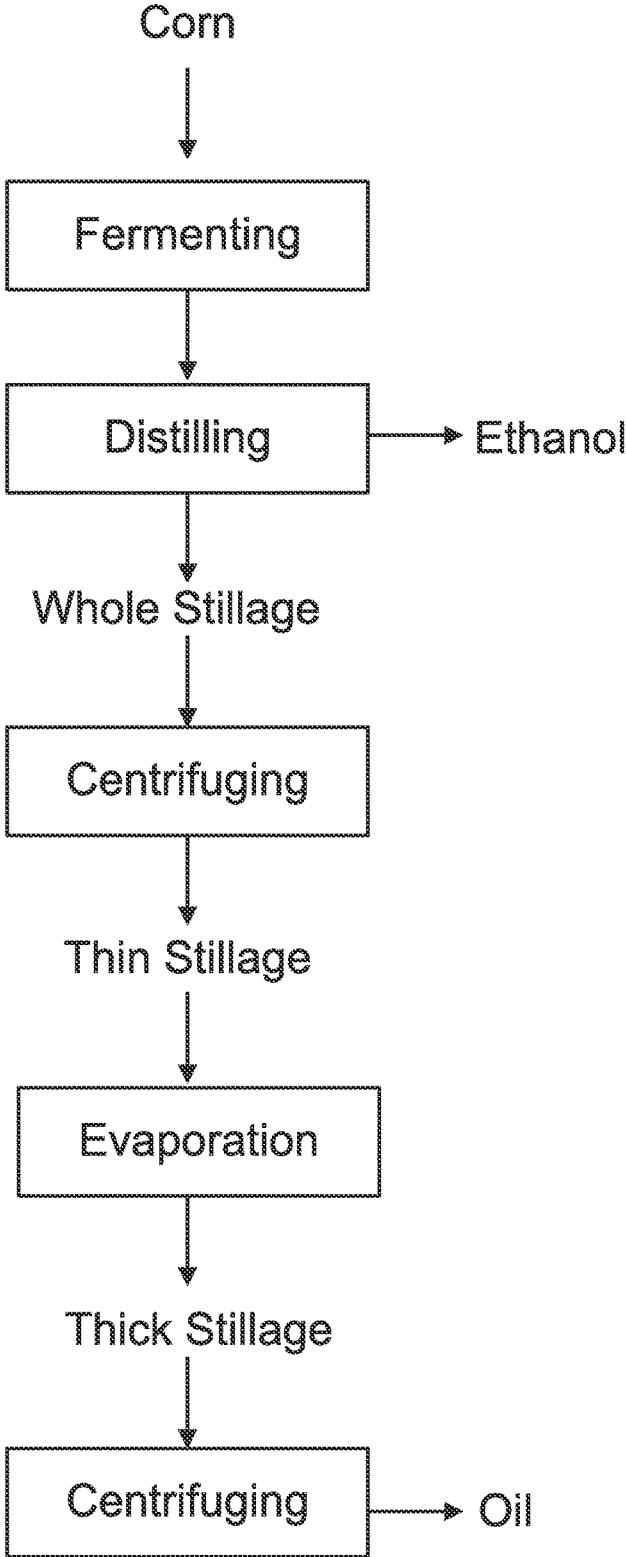 Corn
Fermenting
Distilling
Ethanol
Whole Stillage
Centrifuging
Thin Stillage
Evaporation
Thick Stillage
Centrifuging
Oil